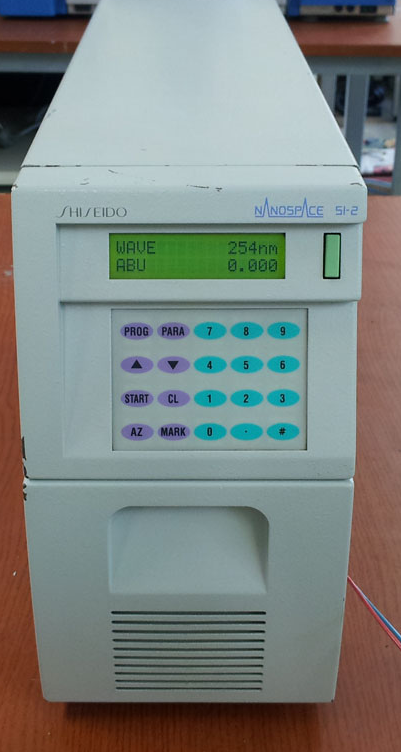 SHISEIDO NANOSPACE SI-2
WAVE 254nm
ABU 0.000
PROG PARA 7 8 9
▲ ▼ 4 5 6
START CL 1 2 3
AZ MARK 0 · #